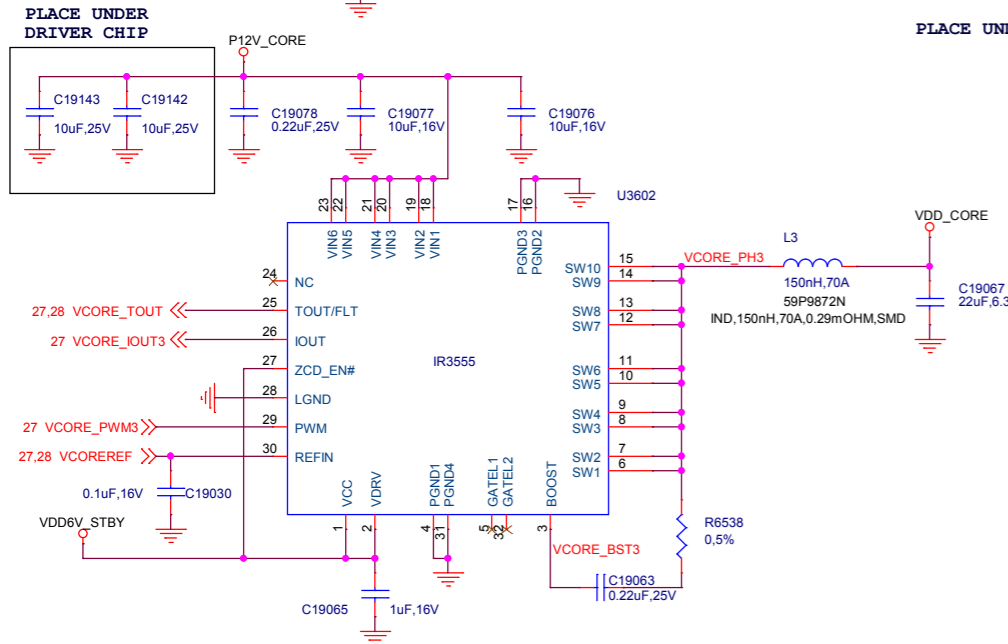 PLACE UNDER
DRIVER CHIP
P12V_CORE
PLACE UN
C19143
10uF,25V
C19142
10uF,25V
C19078
0.22uF,25V
C19077
10uF,16V
C19076
10uF,16V
23
22
21
20
19
18
17
16
VIN6
VIN5
VIN4
VIN3
VIN2
VIN1
PGND3
PGND2
U3602
24
NC
27,28 VCORE_TOUT
25
TOUT/FLT
27 VCORE_IOUT3
26
IOUT
27
ZCD_EN#
28
LGND
27 VCORE_PWM3
29
PWM
27,28 VCOREREF
30
REFIN
IR3555
SW10
15
SW9
14
SW8
13
SW7
12
SW6
11
SW5
10
SW4
9
SW3
8
SW2
7
SW1
6
VCORE_PH3
L3
150nH,70A
59P9872N
IND,150nH,70A,0.29mOHM,SMD
VDD_CORE
C19067
22uF,6.3
0.1uF,16V
C19030
VDD6V_STBY
VCC
VDRV
PGND1
PGND4
GATEL1
GATEL2
BOOST
1
2
4
31
5
32
3
VCORE_BST3
R6538
0,5%
C19063
0.22uF,25V
C19065
1uF,16V